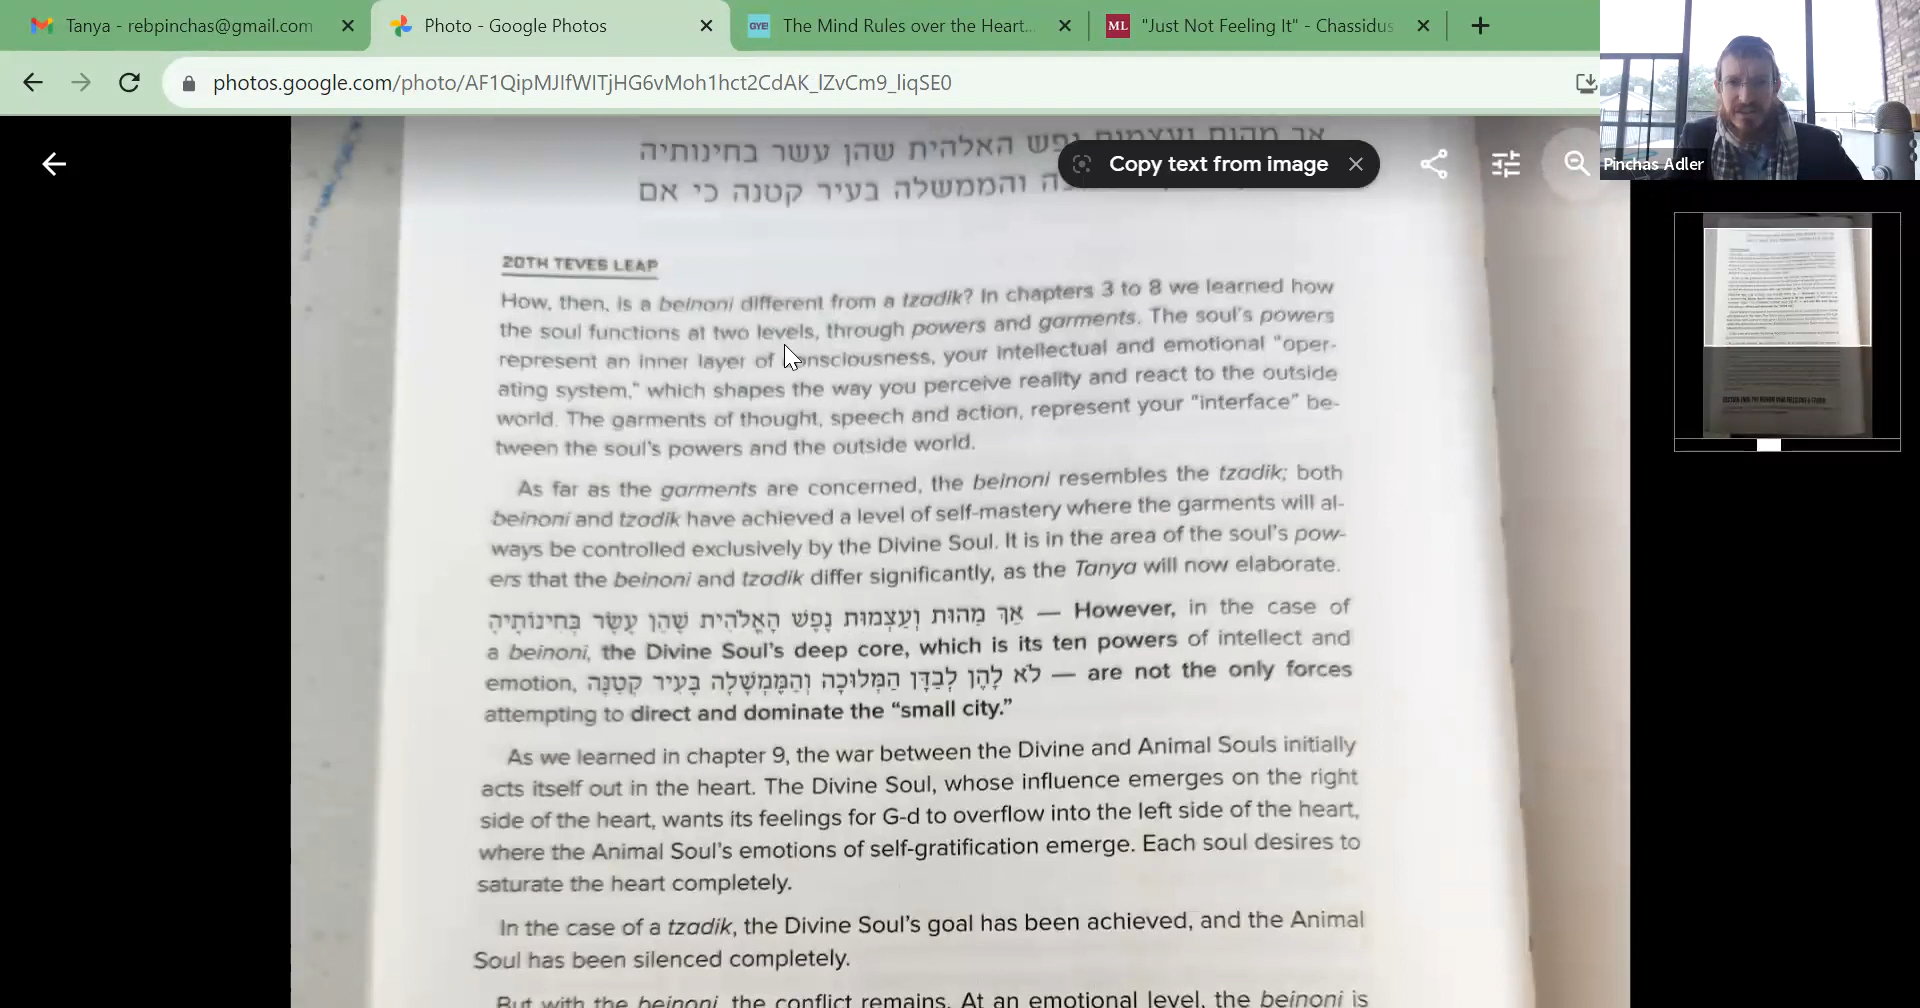 Tanya - rebpinchas@gmail.com
Photo - Google Photos
GYE!
The Mind Rules over the Heart...
ML
"Just Not Feeling It" - Chassidus
photos.google.com/photo/AF1QipMJIfWITjHG6vMoh1hct2CdAK_lZvCm9_liqSE0
Pinchas Adler
Copy text from image
אך מהות ועצמות נפש האלהית שהן עשר בחינותיה
והממשלה בעיר קטנה כי אם
20TH TEVES LEAP
How, then, is a beinoni different from a tzadik? In chapters 3 to 8 we learned how
the soul functions at two levels, through powers and garments. The soul's powers
represent an inner layer of consciousness, your intellectual and emotional "oper-
ating system," which shapes the way you perceive reality and react to the outside
world. The garments of thought, speech and action, represent your "interface" be-
tween the soul's powers and the outside world.
As far as the garments are concerned, the beinoni resembles the tzadik; both
beinoni and tzadik have achieved a level of self-mastery where the garments will al-
ways be controlled exclusively by the Divine Soul. It is in the area of the soul's pow-
ers that the beinoni and tzadik differ significantly, as the Tanya will now elaborate.
אַךְ מַהוּת וְעַצְמוּת נֶפֶשׁ הָאֱלֹהִית שֶׁהֵן עֶשֶׂר בְּחִינוֹתֶיהָ — However, in the case of
a beinoni, the Divine Soul's deep core, which is its ten powers of intellect and
emotion, לֹא לָהֶן לְבַדָּן הַמְּלוּכָה וְהַמֶּמְשָׁלָה בָּעִיר קְטַנָּה — are not the only forces
attempting to direct and dominate the "small city."
As we learned in chapter 9, the war between the Divine and Animal Souls initially
acts itself out in the heart. The Divine Soul, whose influence emerges on the right
side of the heart, wants its feelings for G-d to overflow into the left side of the heart,
where the Animal Soul's emotions of self-gratification emerge. Each soul desires to
saturate the heart completely.
In the case of a tzadik, the Divine Soul's goal has been achieved, and the Animal
Soul has been silenced completely.
But with the beinoni, the conflict remains. At an emotional level, the beinoni is